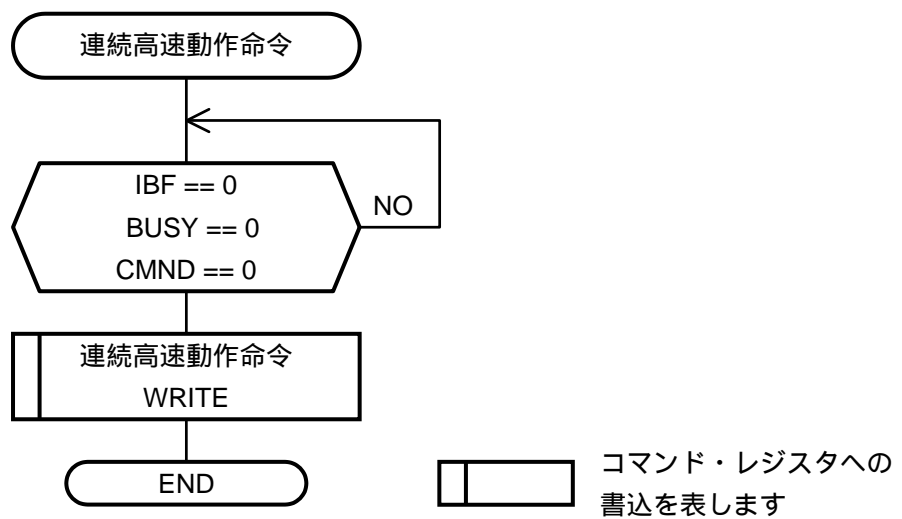 連続高速動作命令
IBF == 0
BUSY == 0
CMND == 0
NO
連続高速動作命令
WRITE
END
コマンド・レジスタへの
書込を表します